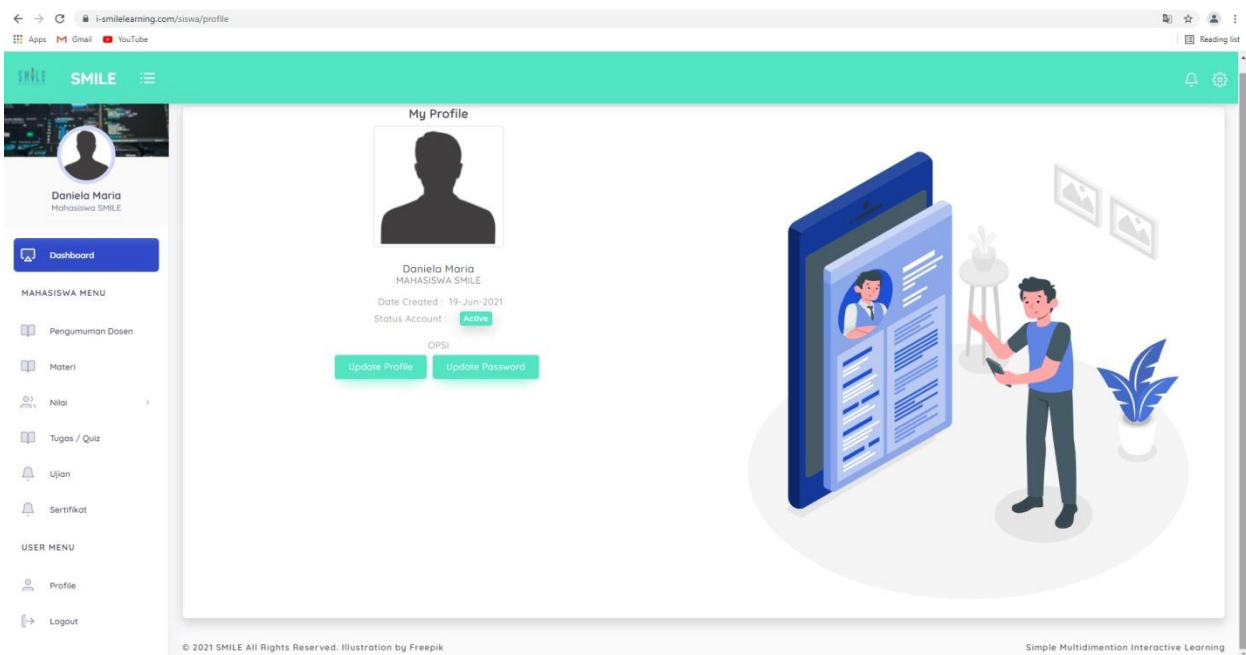 i-smilelearning.com/siswa/profile
Apps Gmail YouTube Reading list
SMILE SMILE
My Profile
Daniela Maria
Mahasiswa SMILE
Dashboard
MAHASISWA MENU
Pengumuman Dosen
Materi
Nilai
Tugas / Quiz
Ujian
Sertifikat
USER MENU
Profile
Logout
Daniela Maria
MAHASISWA SMILE
Date Created : 19-Jun-2021
Status Account : Active
OPSI
Update Profile Update Password
© 2021 SMILE All Rights Reserved. Illustration by Freepik
Simple Multidimention Interactive Learning